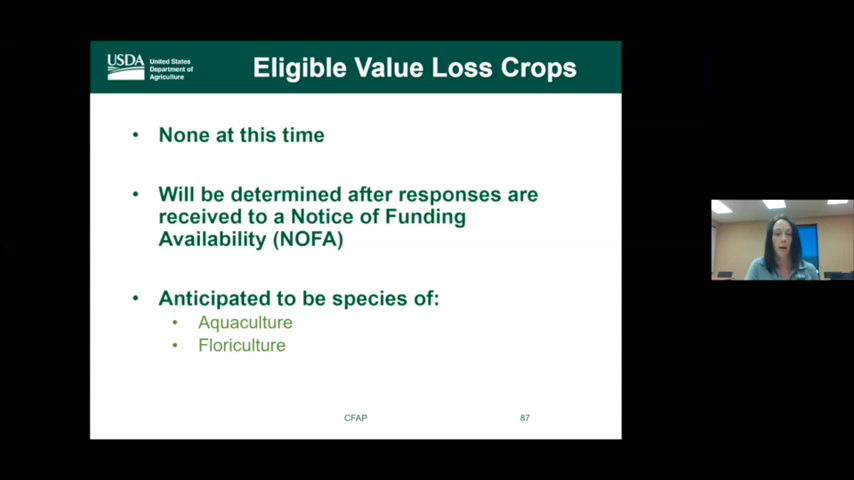 USDA
United States
Department of
Agriculture
Eligible Value Loss Crops
• None at this time
• Will be determined after responses are
received to a Notice of Funding
Availability (NOFA)
• Anticipated to be species of:
• Aquaculture
• Floriculture
CFAP
87